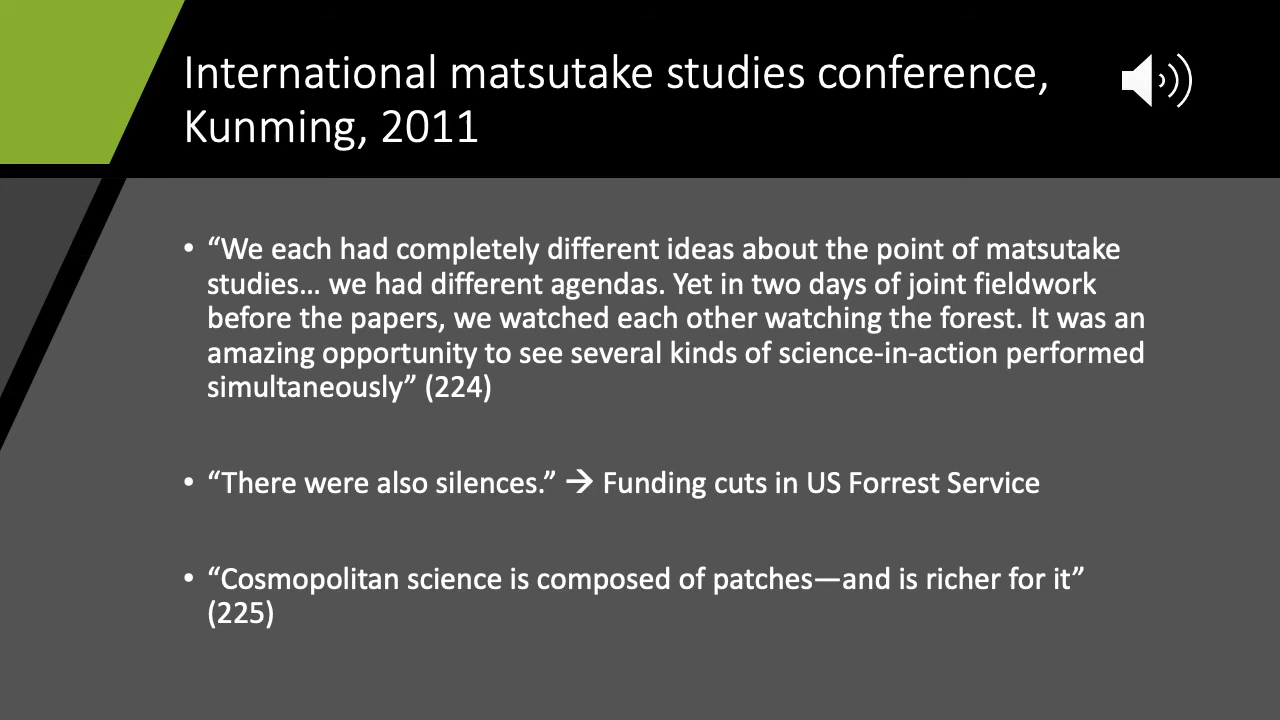 International matsutake studies conference,
Kunming, 2011
• “We each had completely different ideas about the point of matsutake
studies… we had different agendas. Yet in two days of joint fieldwork
before the papers, we watched each other watching the forest. It was an
amazing opportunity to see several kinds of science-in-action performed
simultaneously” (224)
• “There were also silences.” → Funding cuts in US Forrest Service
• “Cosmopolitan science is composed of patches—and is richer for it”
(225)